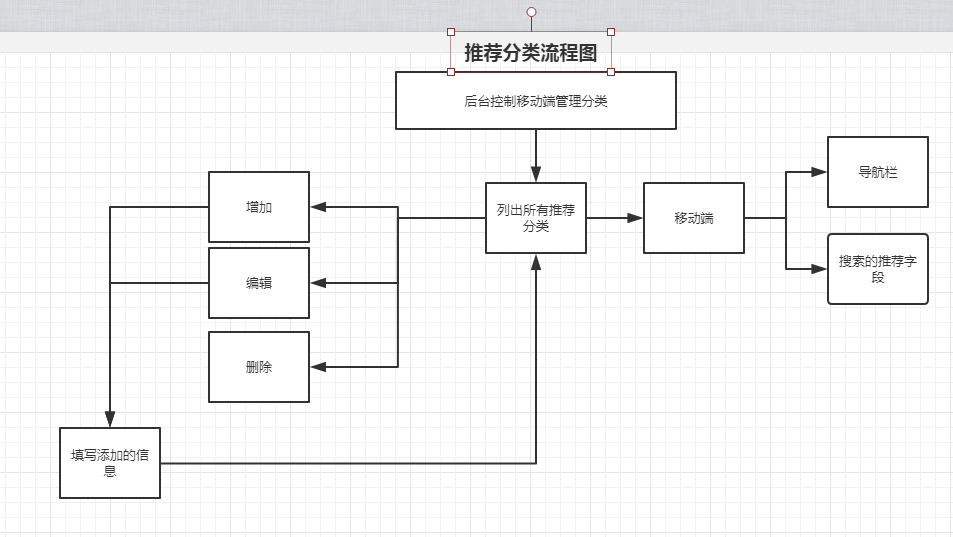 推荐分类流程图
后台控制移动端管理分类
导航栏
增加
列出所有推荐
分类
移动端
搜索的推荐字
段
编辑
删除
填写添加的信
息